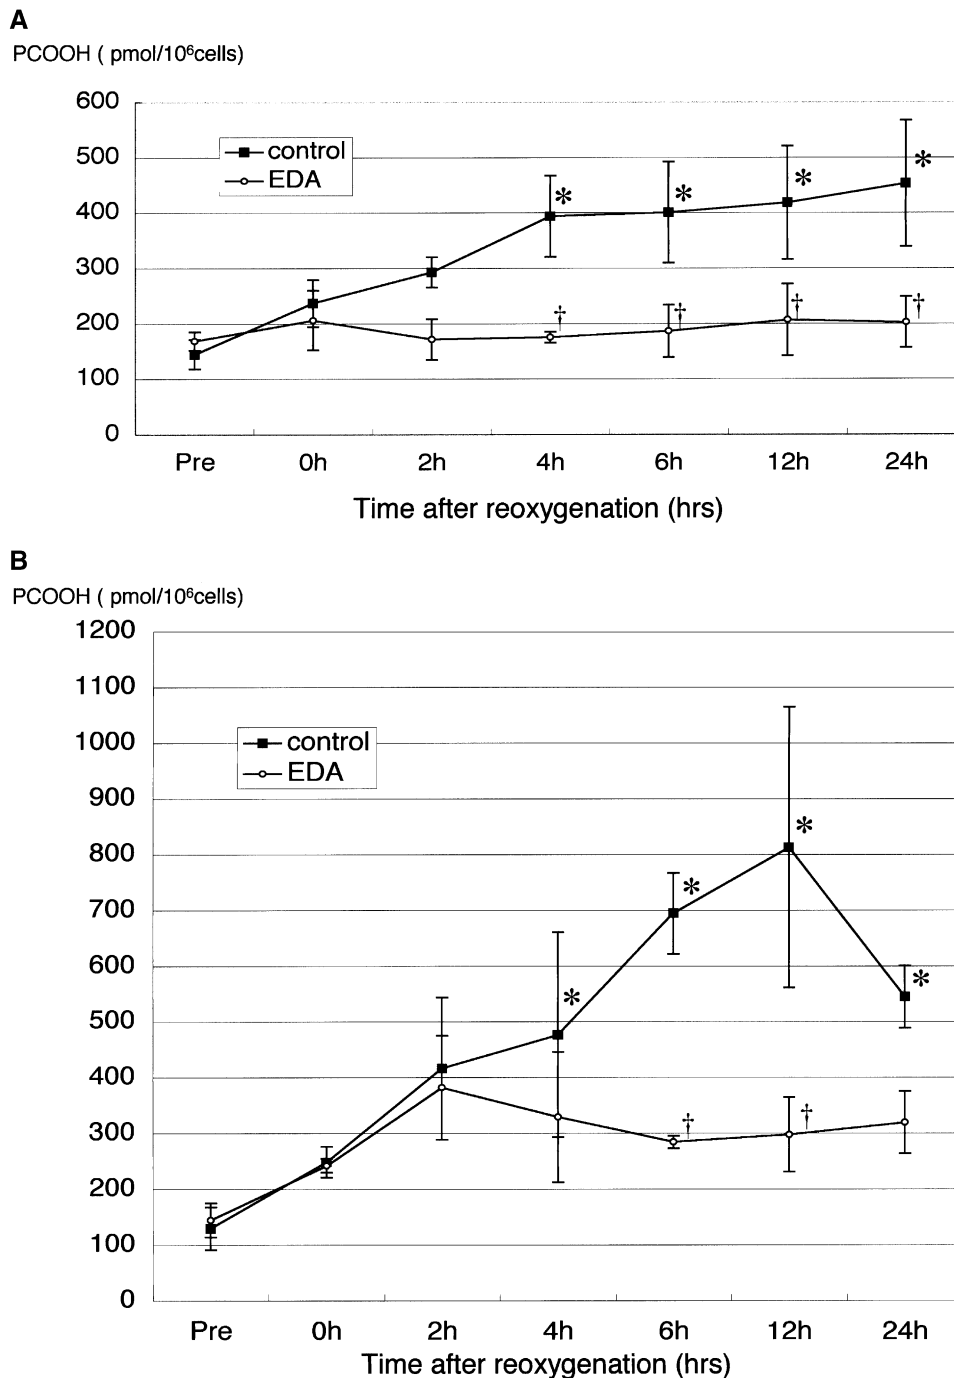 A
PCOOH ( pmol/10⁶cells)
600
500
400
300
200
100
0
control
EDA
*
*
*
*
†
†
†
†
Pre 0h 2h 4h 6h 12h 24h
Time after reoxygenation (hrs)
B
PCOOH ( pmol/10⁶cells)
1200
1100
1000
900
800
700
600
500
400
300
200
100
0
control
EDA
*
*
*
*
†
†
Pre 0h 2h 4h 6h 12h 24h
Time after reoxygenation (hrs)